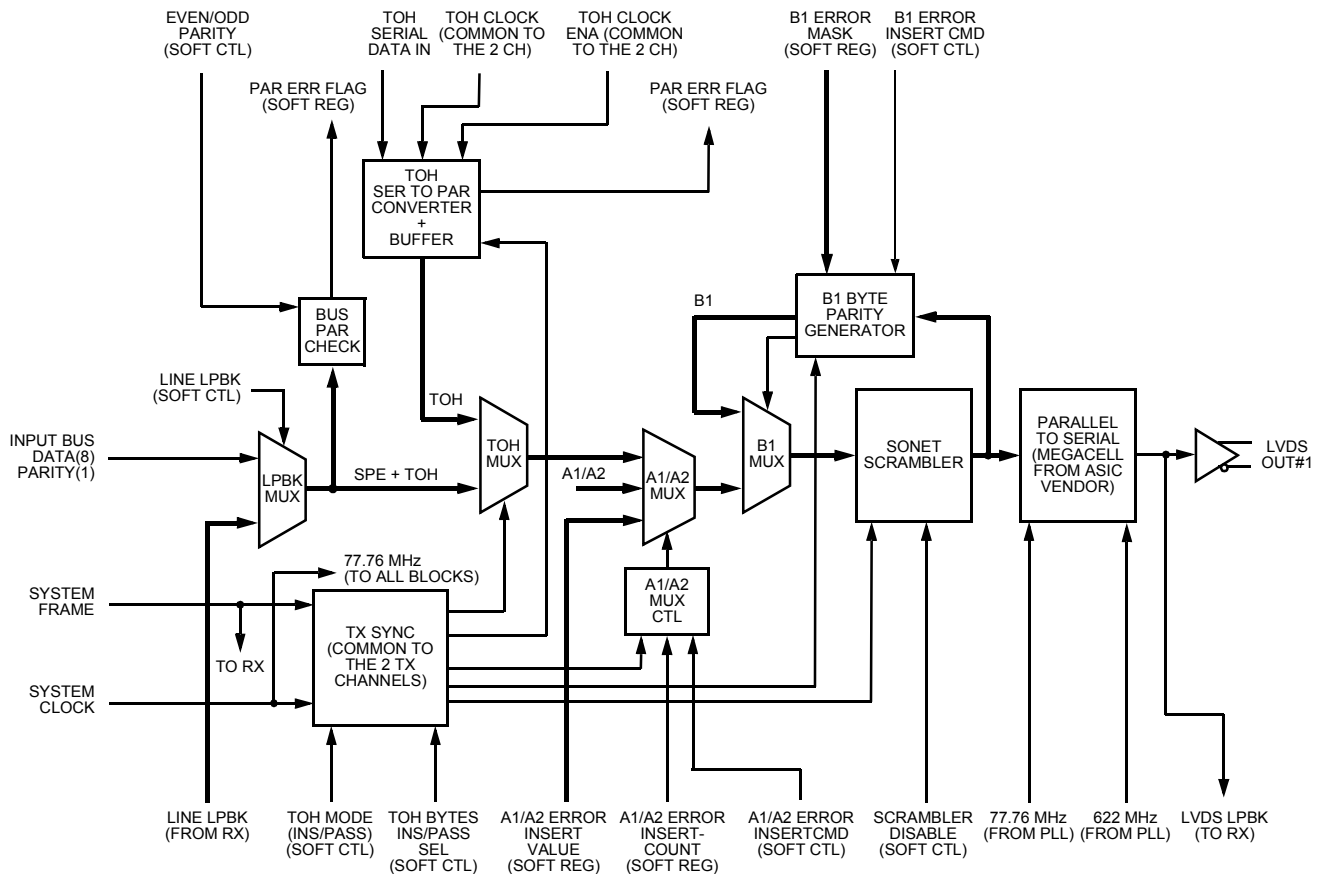 EVEN/ODD
PARITY
(SOFT CTL)
TOH
SERIAL
DATA IN
TOH CLOCK
(COMMON TO
THE 2 CH)
TOH CLOCK
ENA (COMMON
TO THE 2 CH)
B1 ERROR
MASK
(SOFT REG)
B1 ERROR
INSERT CMD
(SOFT CTL)
PAR ERR FLAG
(SOFT REG)
PAR ERR FLAG
(SOFT REG)
TOH
SER TO PAR
CONVERTER
+
BUFFER
BUS
PAR
CHECK
B1
B1 BYTE
PARITY
GENERATOR
LINE LPBK
(SOFT CTL)
INPUT BUS
DATA(8)
PARITY(1)
LPBK
MUX
SPE + TOH
TOH
TOH
MUX
A1/A2
A1/A2
MUX
B1
MUX
SONET
SCRAMBLER
PARALLEL
TO SERIAL
(MEGACELL
FROM ASIC
VENDOR)
LVDS
OUT#1
77.76 MHz
(TO ALL BLOCKS)
SYSTEM
FRAME
TO RX
SYSTEM
CLOCK
TX SYNC
(COMMON TO
THE 2 TX
CHANNELS)
A1/A2
MUX
CTL
LINE LPBK
(FROM RX)
TOH MODE
(INS/PASS)
(SOFT CTL)
TOH BYTES
INS/PASS
SEL
(SOFT CTL)
A1/A2 ERROR
INSERT
VALUE
(SOFT REG)
A1/A2 ERROR
INSERT-
COUNT
(SOFT REG)
A1/A2 ERROR
INSERTCMD
(SOFT CTL)
SCRAMBLER
DISABLE
(SOFT CTL)
77.76 MHz
(FROM PLL)
622 MHz
(FROM PLL)
LVDS LPBK
(TO RX)